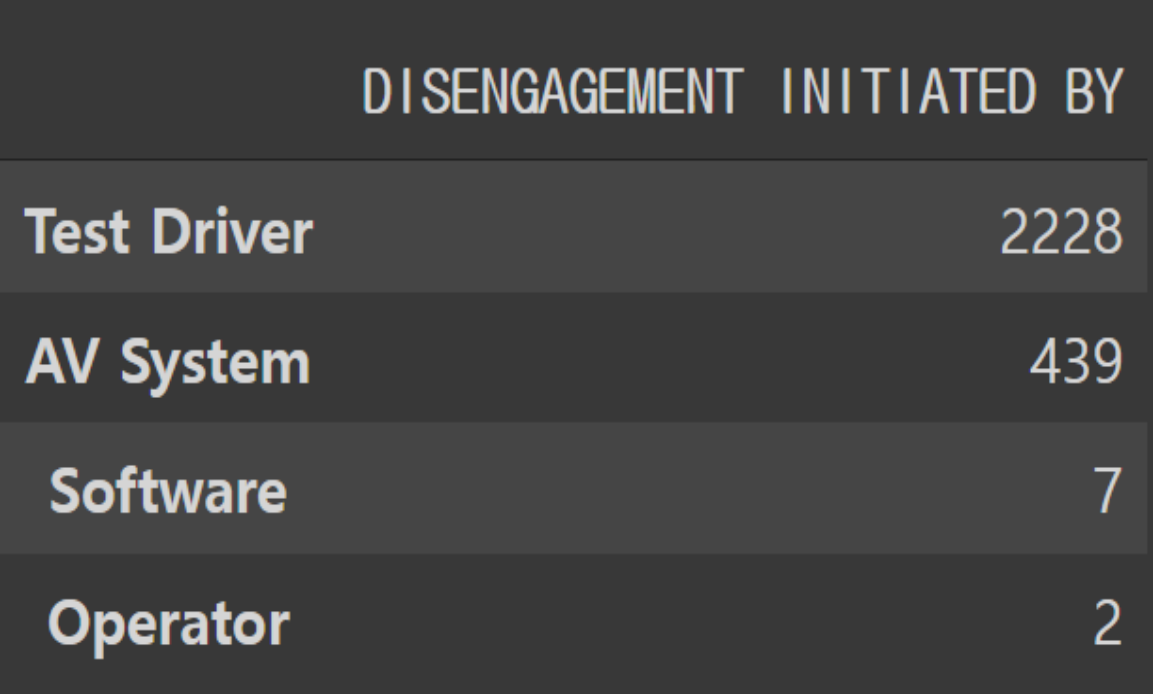 DISENGAGEMENT INITIATED BY
Test Driver 2228
AV System 439
Software 7
Operator 2